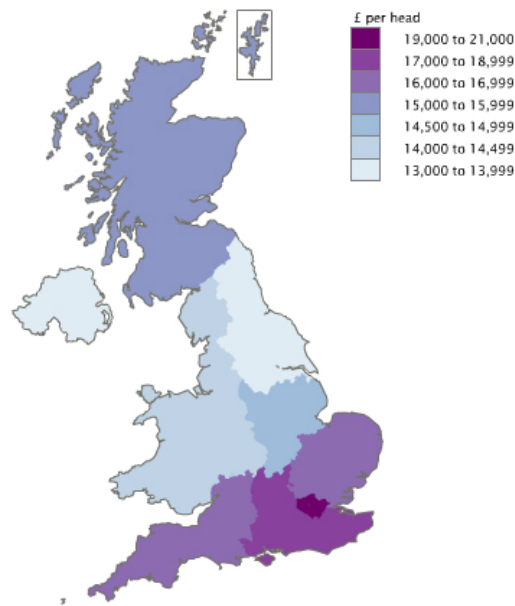 £ per head
19,000 to 21,000
17,000 to 18,999
16,000 to 16,999
15,000 to 15,999
14,500 to 14,999
14,000 to 14,499
13,000 to 13,999